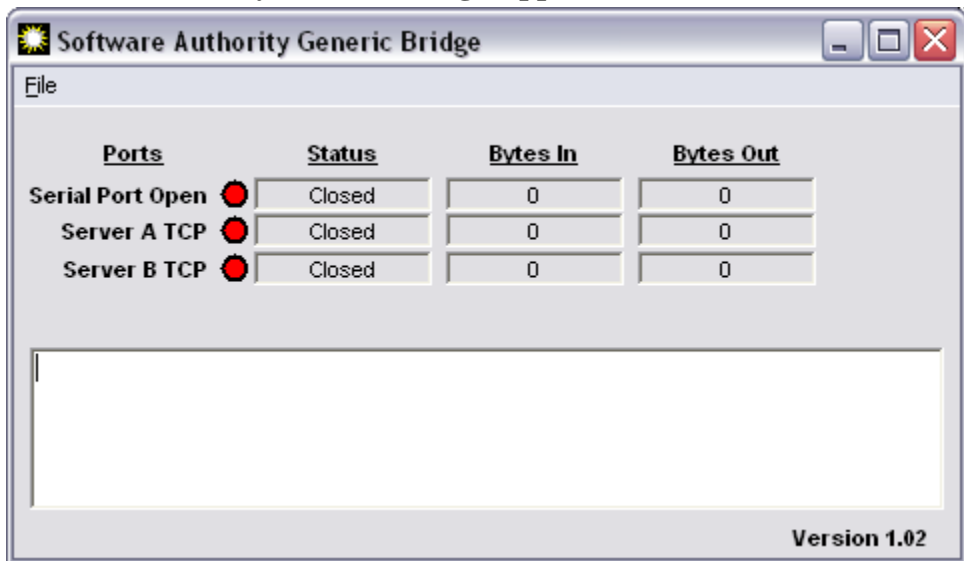 Software Authority Generic Bridge
File
Ports Status Bytes In Bytes Out
Serial Port Open Closed 0 0
Server A TCP Closed 0 0
Server B TCP Closed 0 0
Version 1.02